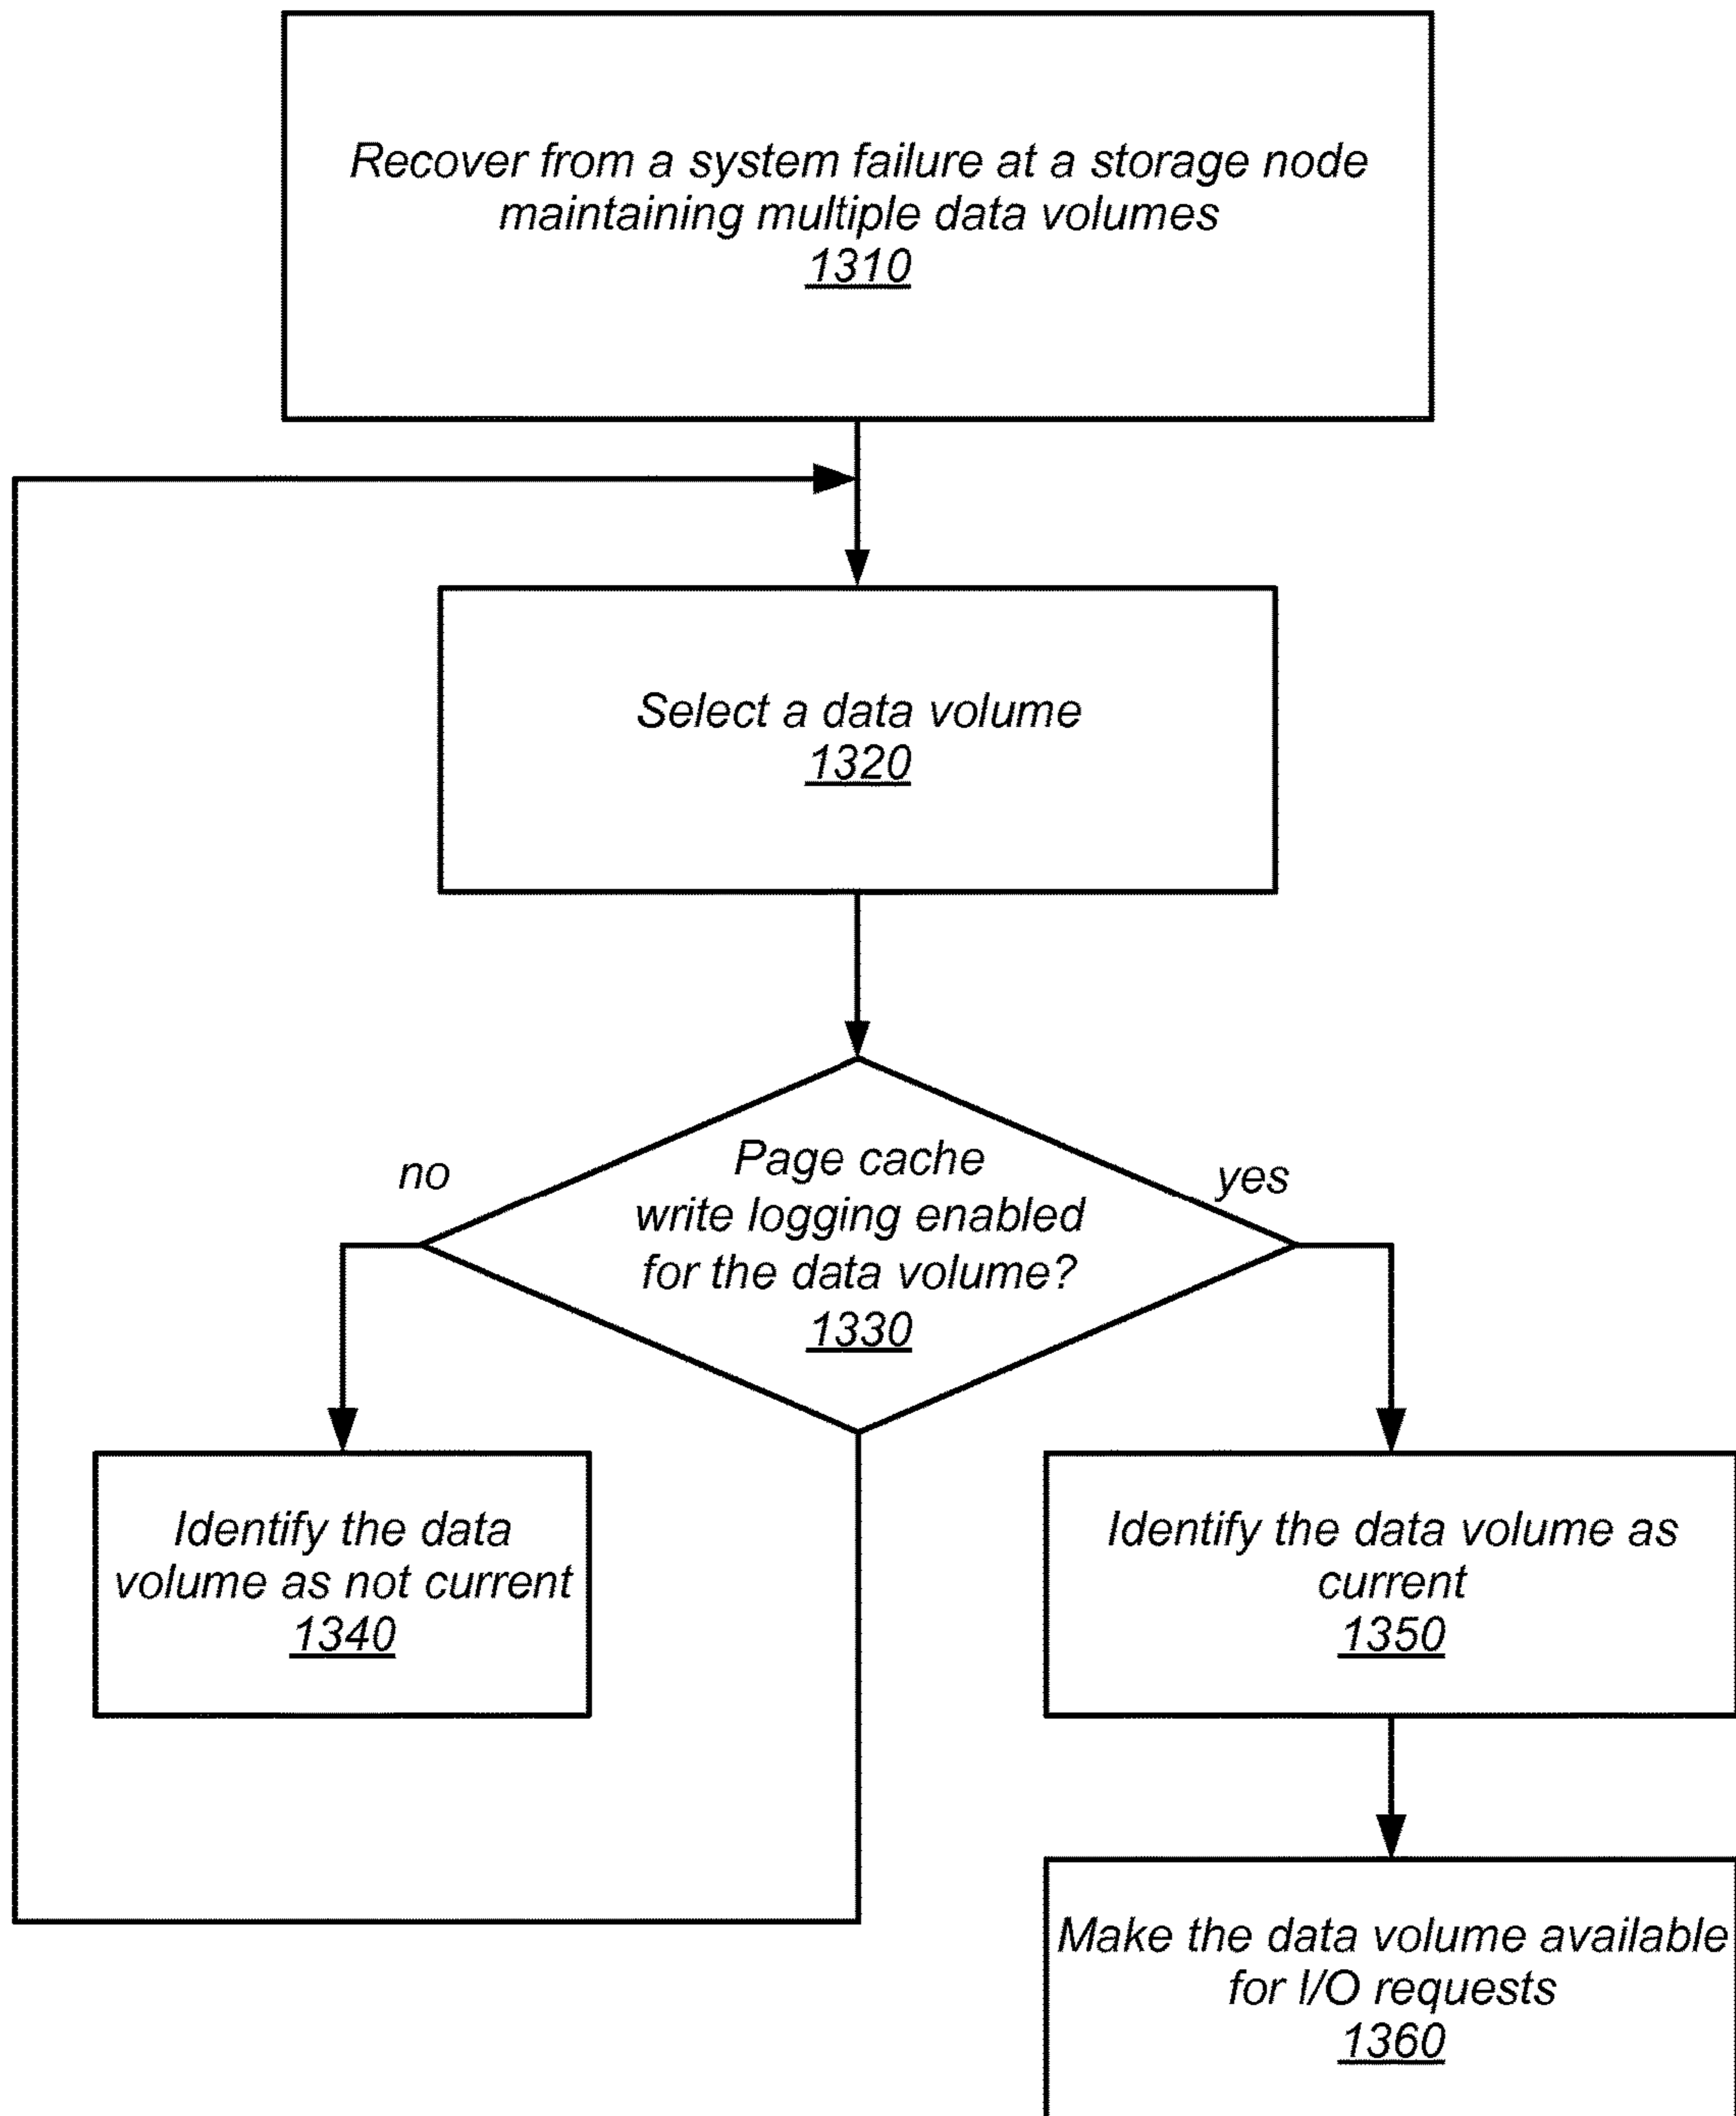 Recover from a system failure at a storage node
maintaining multiple data volumes
1310
Select a data volume
1320
no
yes
Page cache
write logging enabled
for the data volume?
1330
Identify the data
volume as not current
1340
Identify the data volume as
current
1350
Make the data volume available
for I/O requests
1360